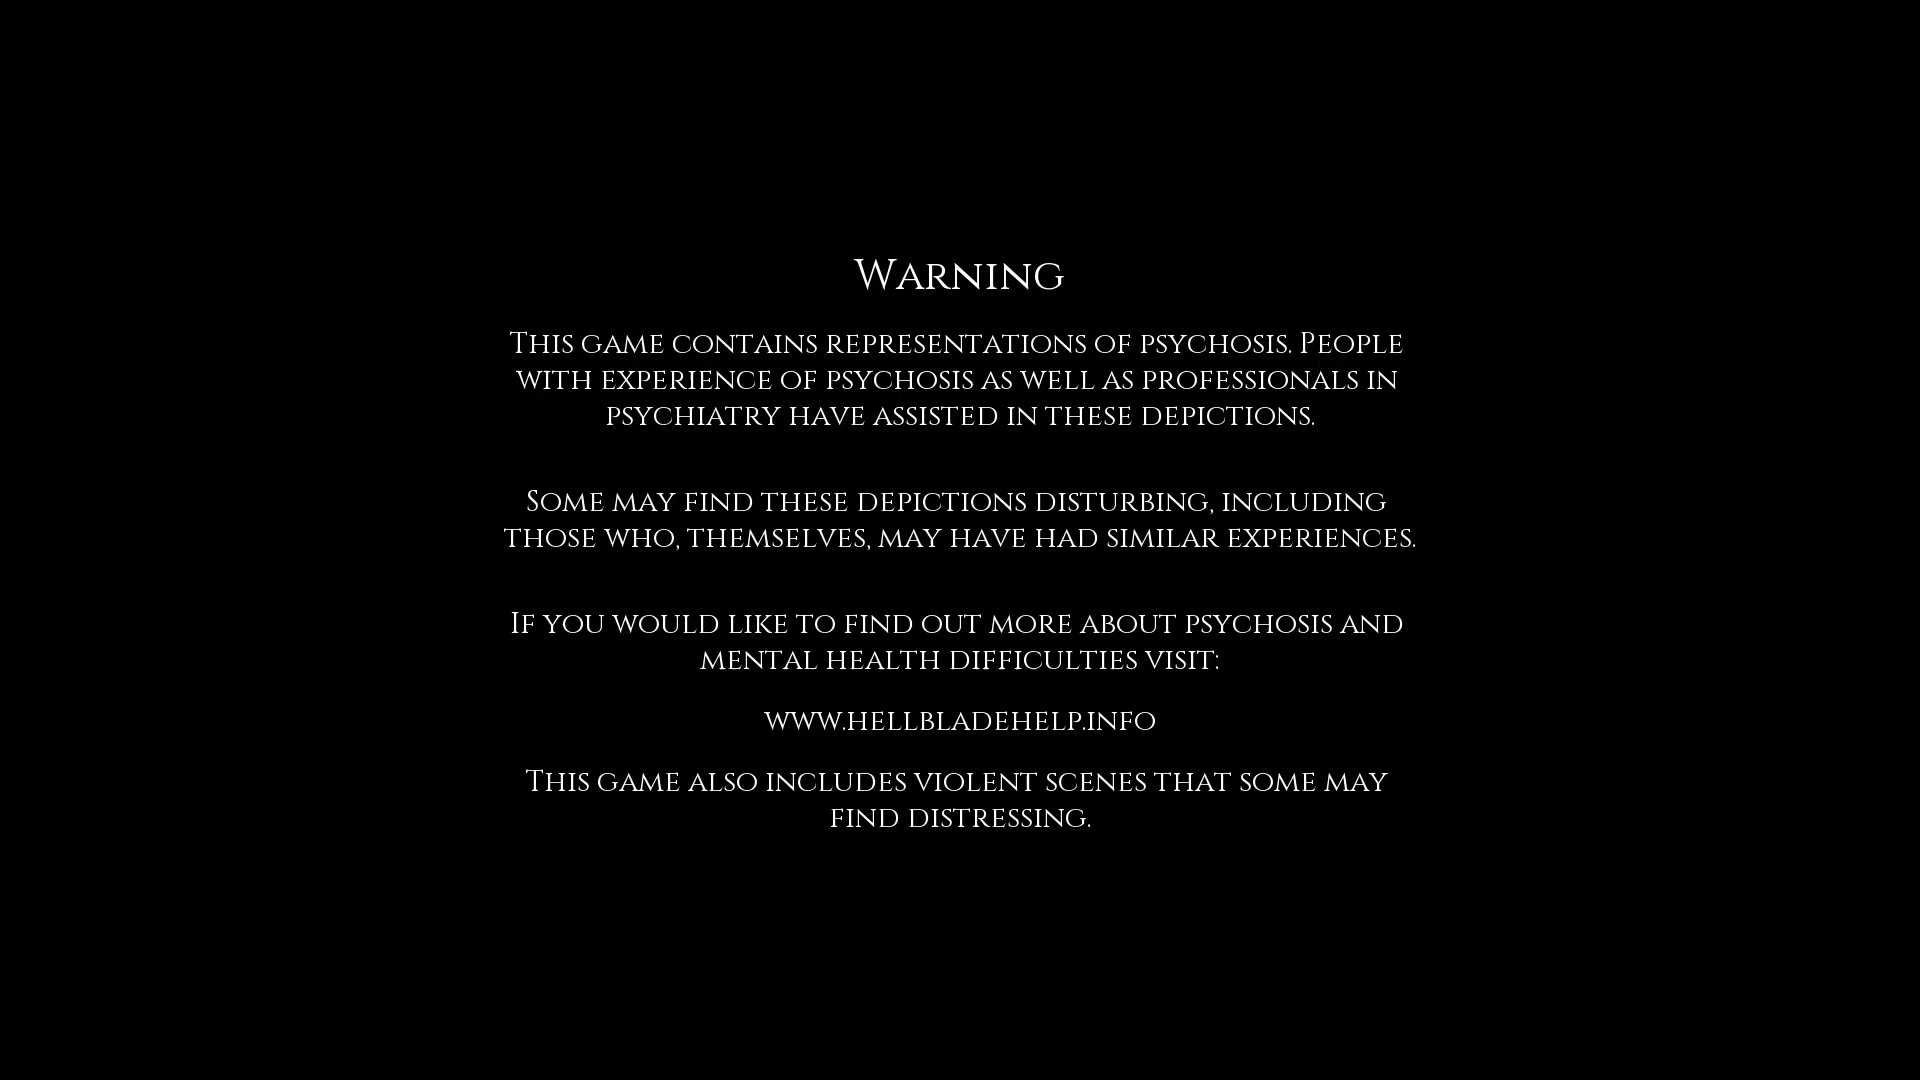 Warning
This game contains representations of psychosis. People
with experience of psychosis as well as professionals in
psychiatry have assisted in these depictions.
Some may find these depictions disturbing, including
those who, themselves, may have had similar experiences.
If you would like to find out more about psychosis and
mental health difficulties visit:
www.hellbladehelp.info
This game also includes violent scenes that some may
find distressing.